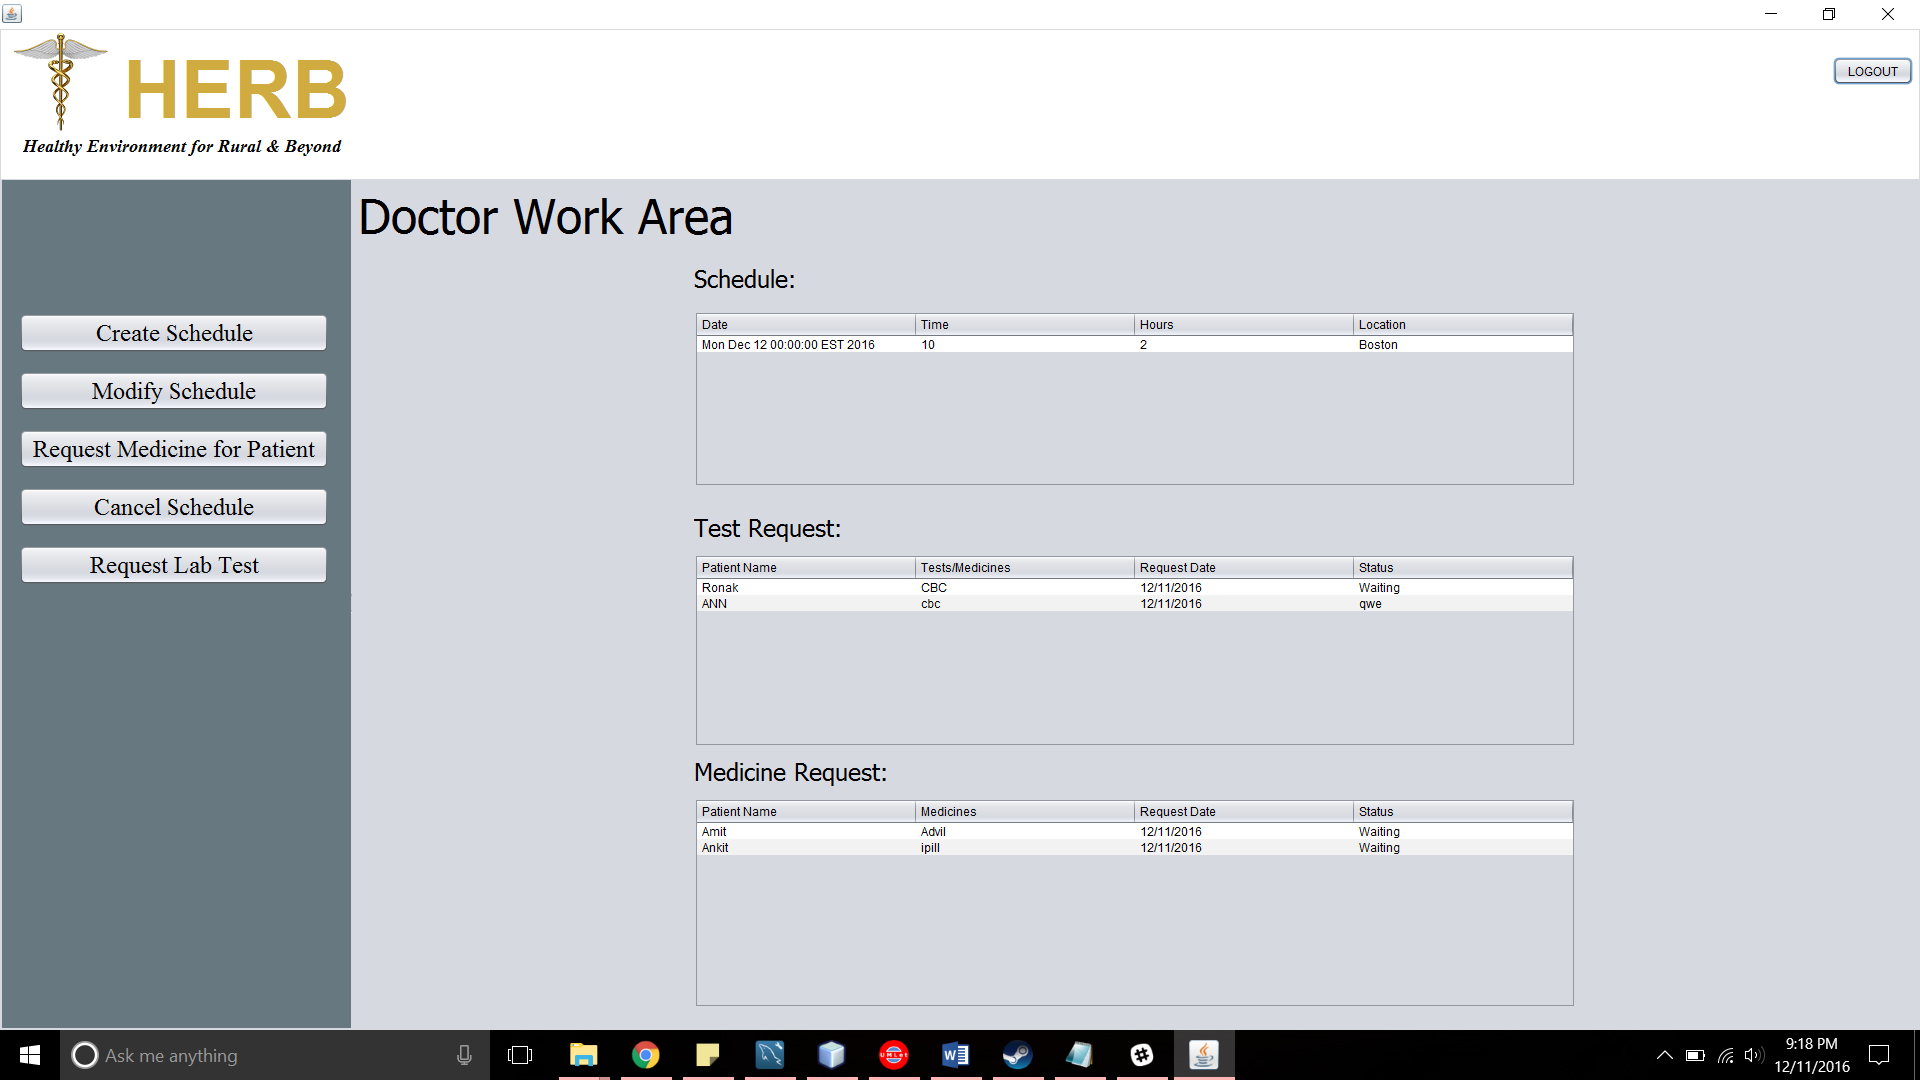 HERB
Healthy Environment for Rural & Beyond
LOGOUT
Doctor Work Area
Create Schedule
Modify Schedule
Request Medicine for Patient
Cancel Schedule
Request Lab Test
Schedule:
Date Time Hours Location
Mon Dec 12 00:00:00 EST 2016 10 2 Boston
Test Request:
Patient Name Tests/Medicines Request Date Status
Ronak CBC 12/11/2016 Waiting
ANN cbc 12/11/2016 qwe
Medicine Request:
Patient Name Medicines Request Date Status
Amit Advil 12/11/2016 Waiting
Ankit ipill 12/11/2016 Waiting
Ask me anything
UMLet
9:18 PM
12/11/2016